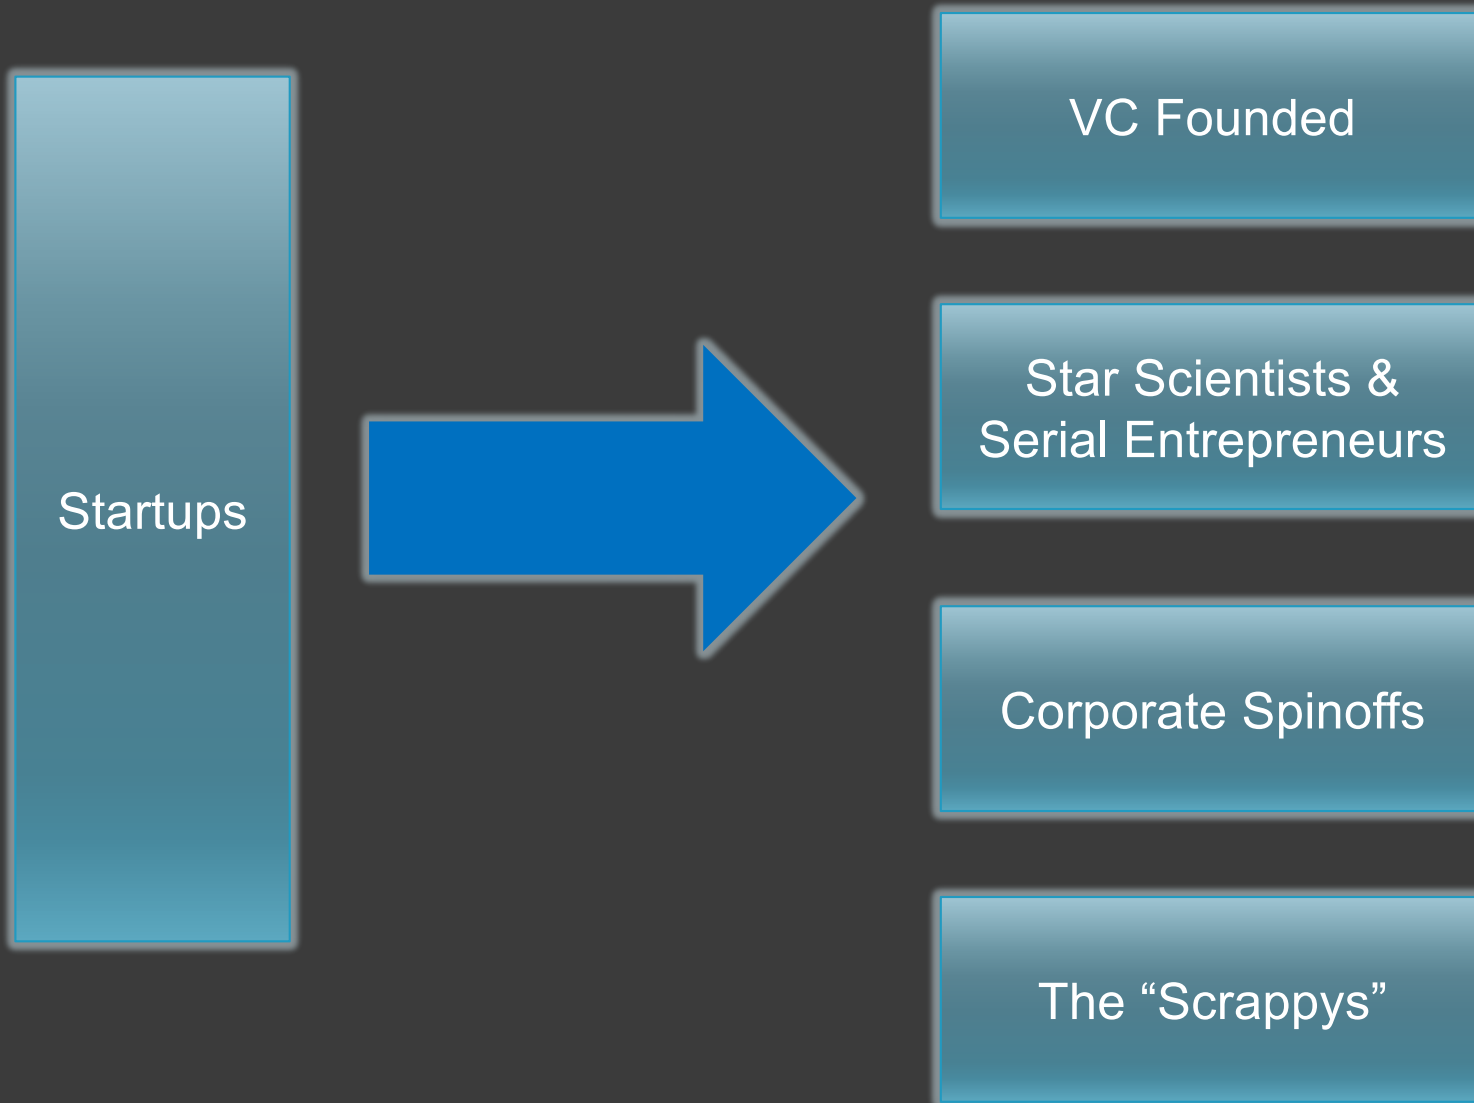 Startups
VC Founded
Star Scientists &
Serial Entrepreneurs
Corporate Spinoffs
The “Scrappys”